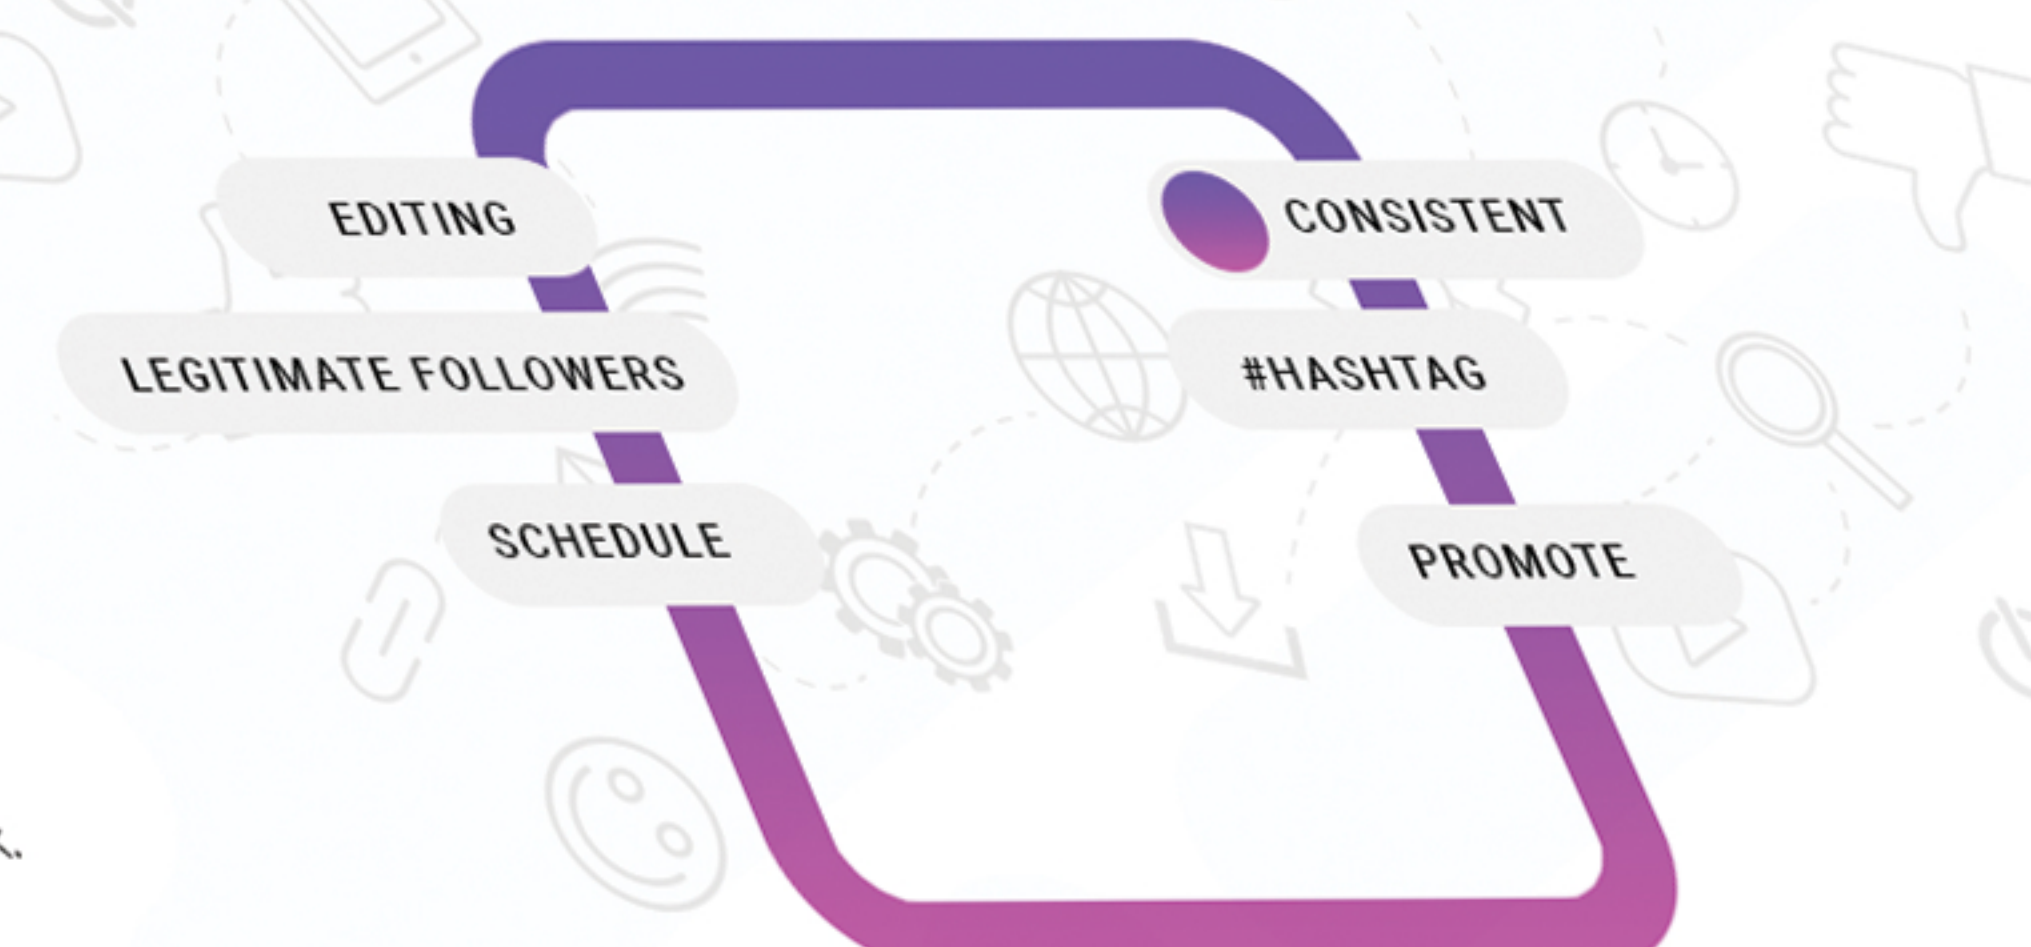 EDITING
CONSISTENT
LEGITIMATE FOLLOWERS
#HASHTAG
SCHEDULE
PROMOTE